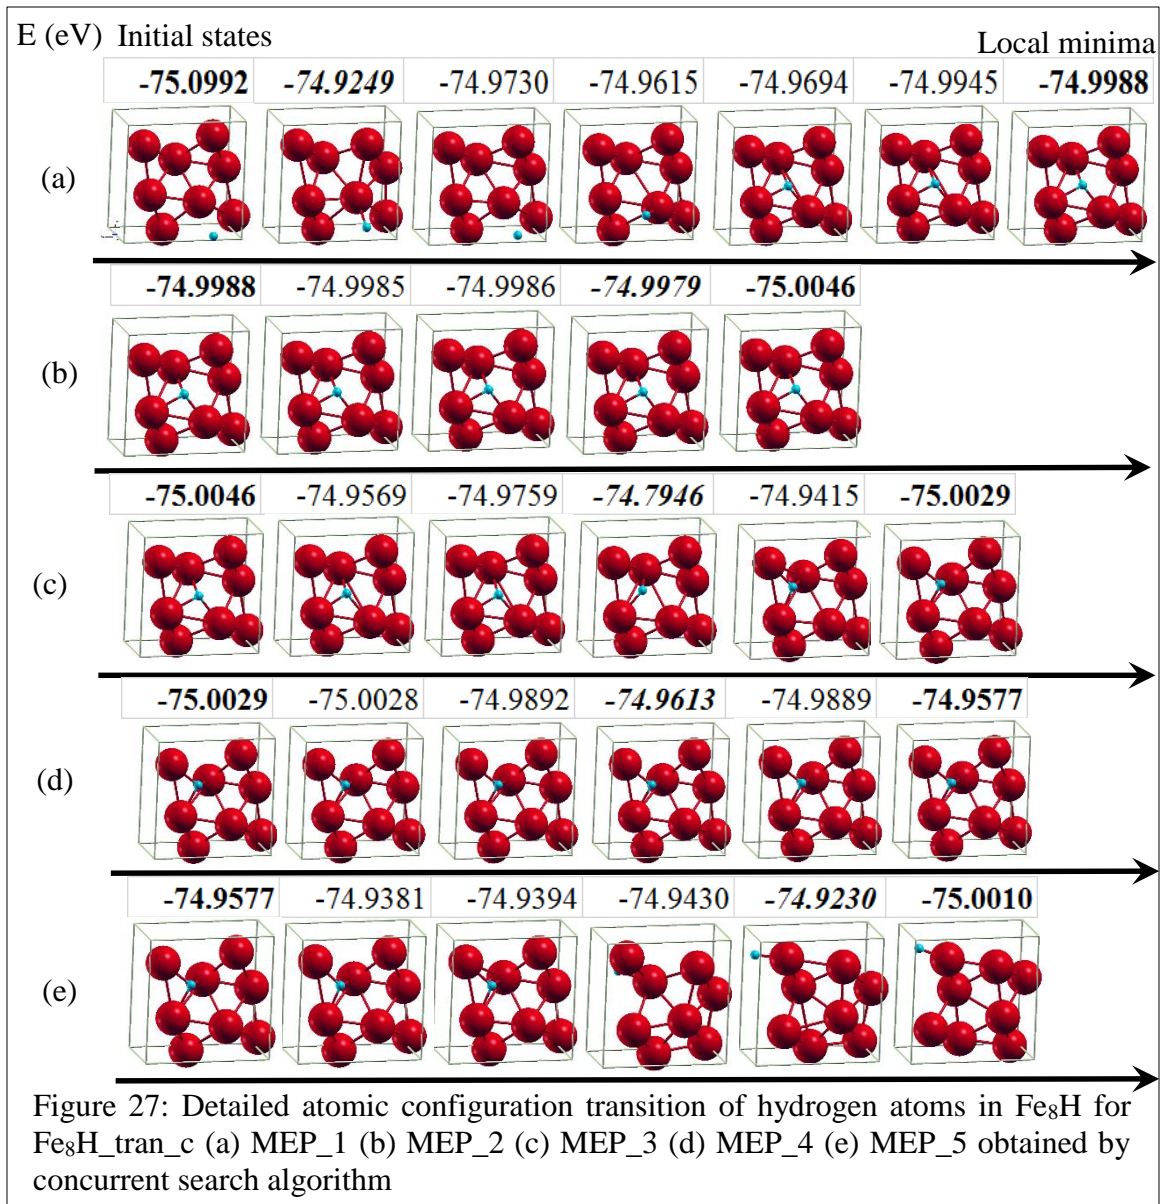 E (eV) Initial states
Local minima
-75.0992 -74.9249 -74.9730 -74.9615 -74.9694 -74.9945 -74.9988
(a)
-74.9988 -74.9985 -74.9986 -74.9979 -75.0046
(b)
-75.0046 -74.9569 -74.9759 -74.7946 -74.9415 -75.0029
(c)
-75.0029 -75.0028 -74.9892 -74.9613 -74.9889 -74.9577
(d)
-74.9577 -74.9381 -74.9394 -74.9430 -74.9230 -75.0010
(e)
Figure 27: Detailed atomic configuration transition of hydrogen atoms in Fe₈H for
Fe₈H_tran_c (a) MEP_1 (b) MEP_2 (c) MEP_3 (d) MEP_4 (e) MEP_5 obtained by
concurrent search algorithm